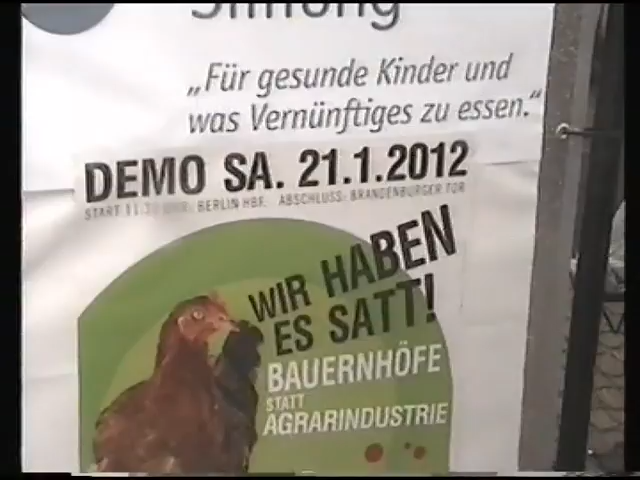 Stiftung
„Für gesunde Kinder und
was Vernünftiges zu essen.“
DEMO SA. 21.1.2012
START 11.30 UHR: BERLIN HBF. ABSCHLUSS: BRANDENBURGER TOR
WIR HABEN
ES SATT!
BAUERNHÖFE
STATT
AGRARINDUSTRIE